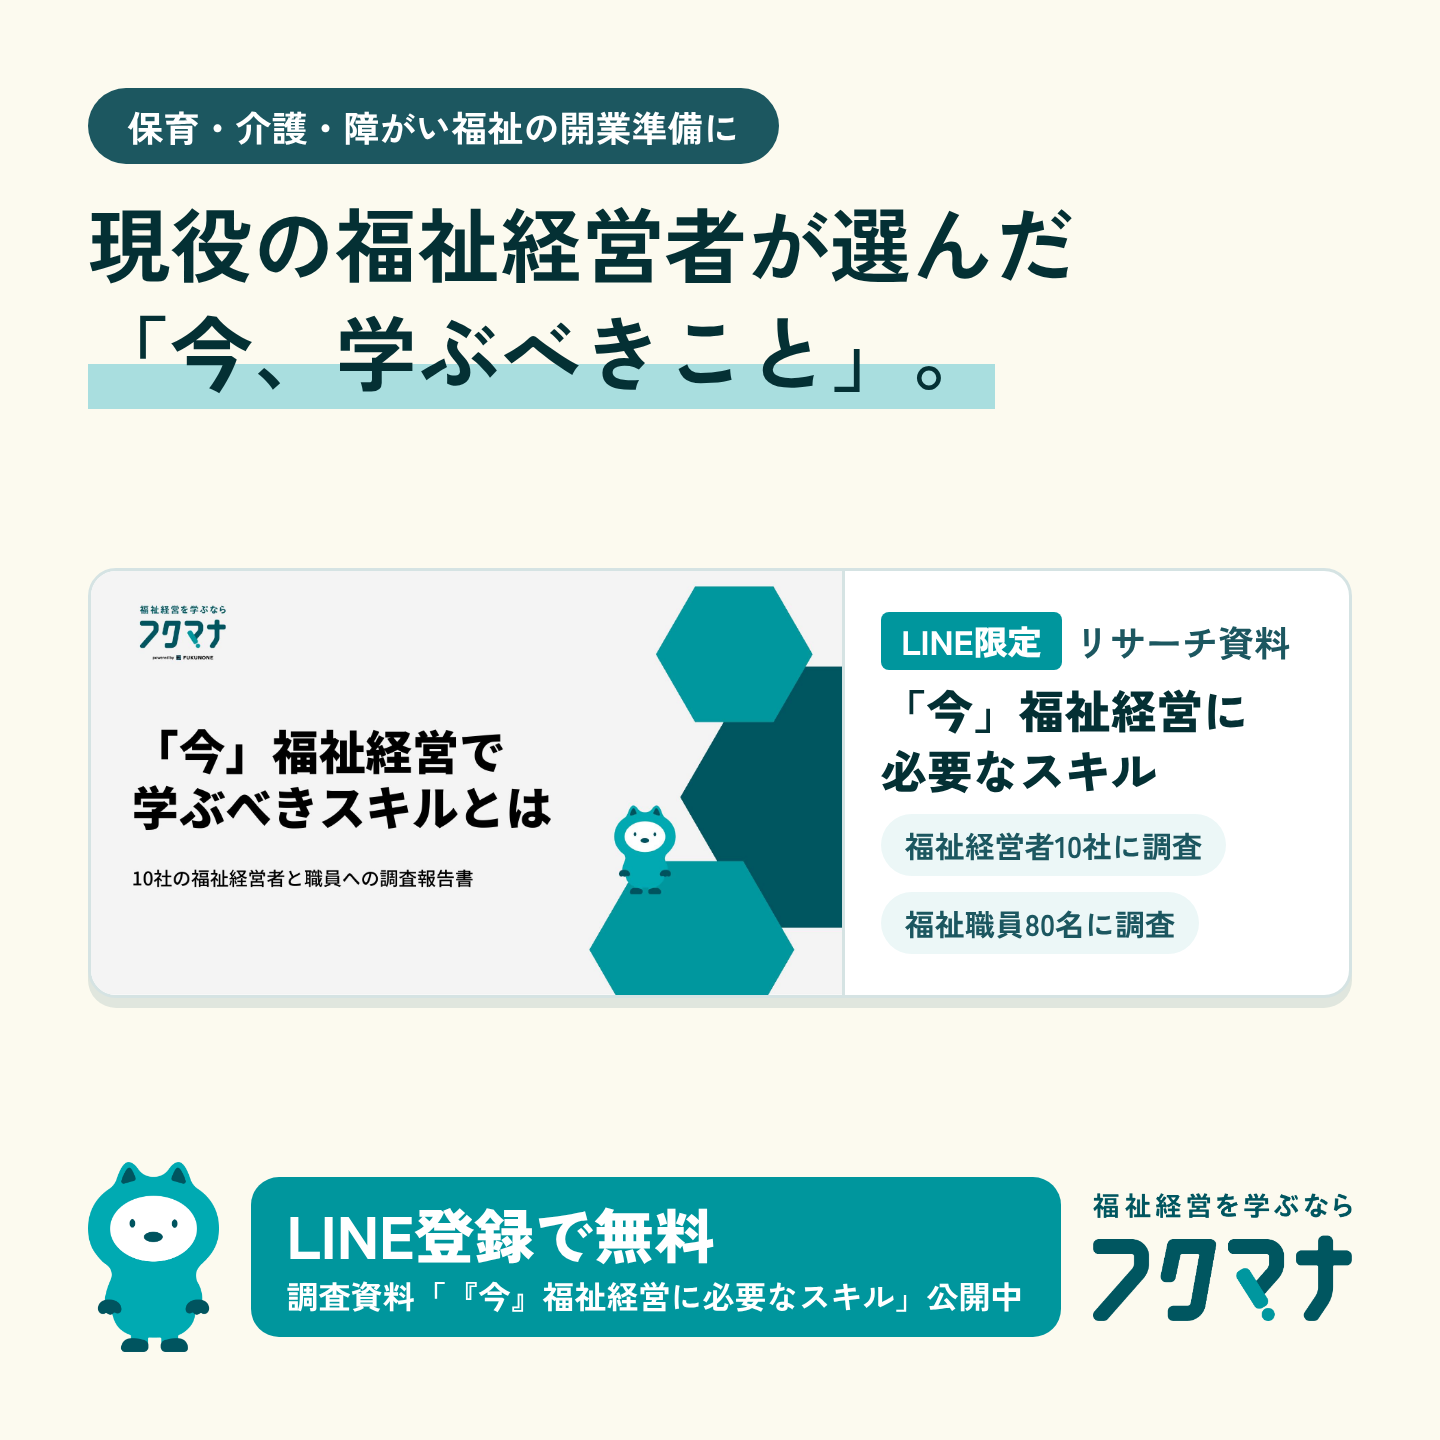 保育・介護・障がい福祉の開業準備に
現役の福祉経営者が選んだ
「今、学ぶべきこと」。
福祉経営を学ぶなら
フクマナ
powered by FUKUNONE
「今」福祉経営で
学ぶべきスキルとは
10社の福祉経営者と職員への調査報告書
LINE限定 リサーチ資料
「今」福祉経営に
必要なスキル
福祉経営者10社に調査
福祉職員80名に調査
LINE登録で無料
調査資料「『今』福祉経営に必要なスキル」公開中
福祉経営を学ぶなら
フクマナ